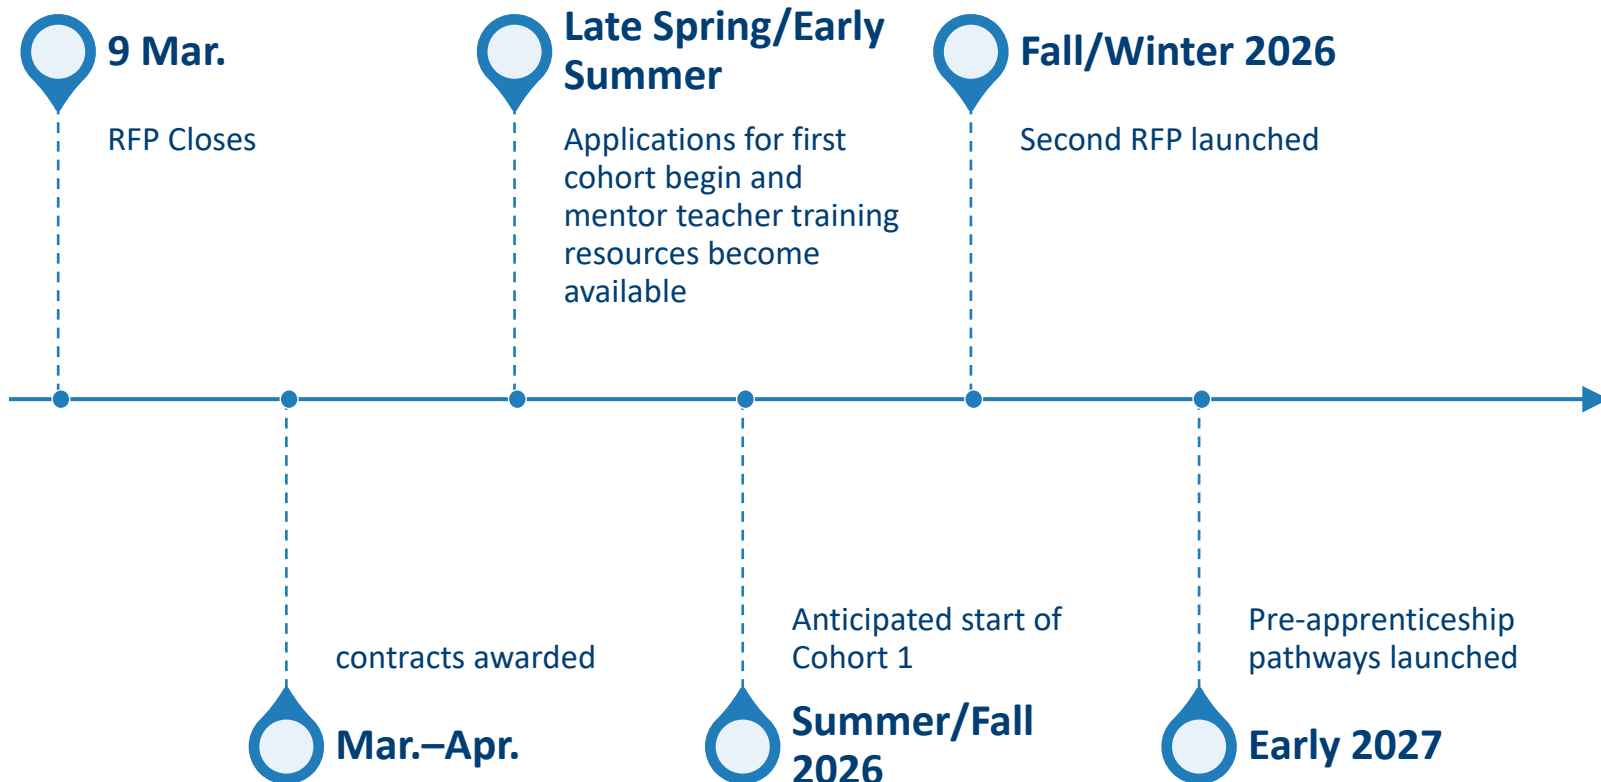 9 Mar.
RFP Closes
Mar.–Apr.
contracts awarded
Late Spring/Early
Summer
Applications for first
cohort begin and
mentor teacher training
resources become
available
Summer/Fall
2026
Anticipated start of
Cohort 1
Fall/Winter 2026
Second RFP launched
Early 2027
Pre-apprenticeship
pathways launched